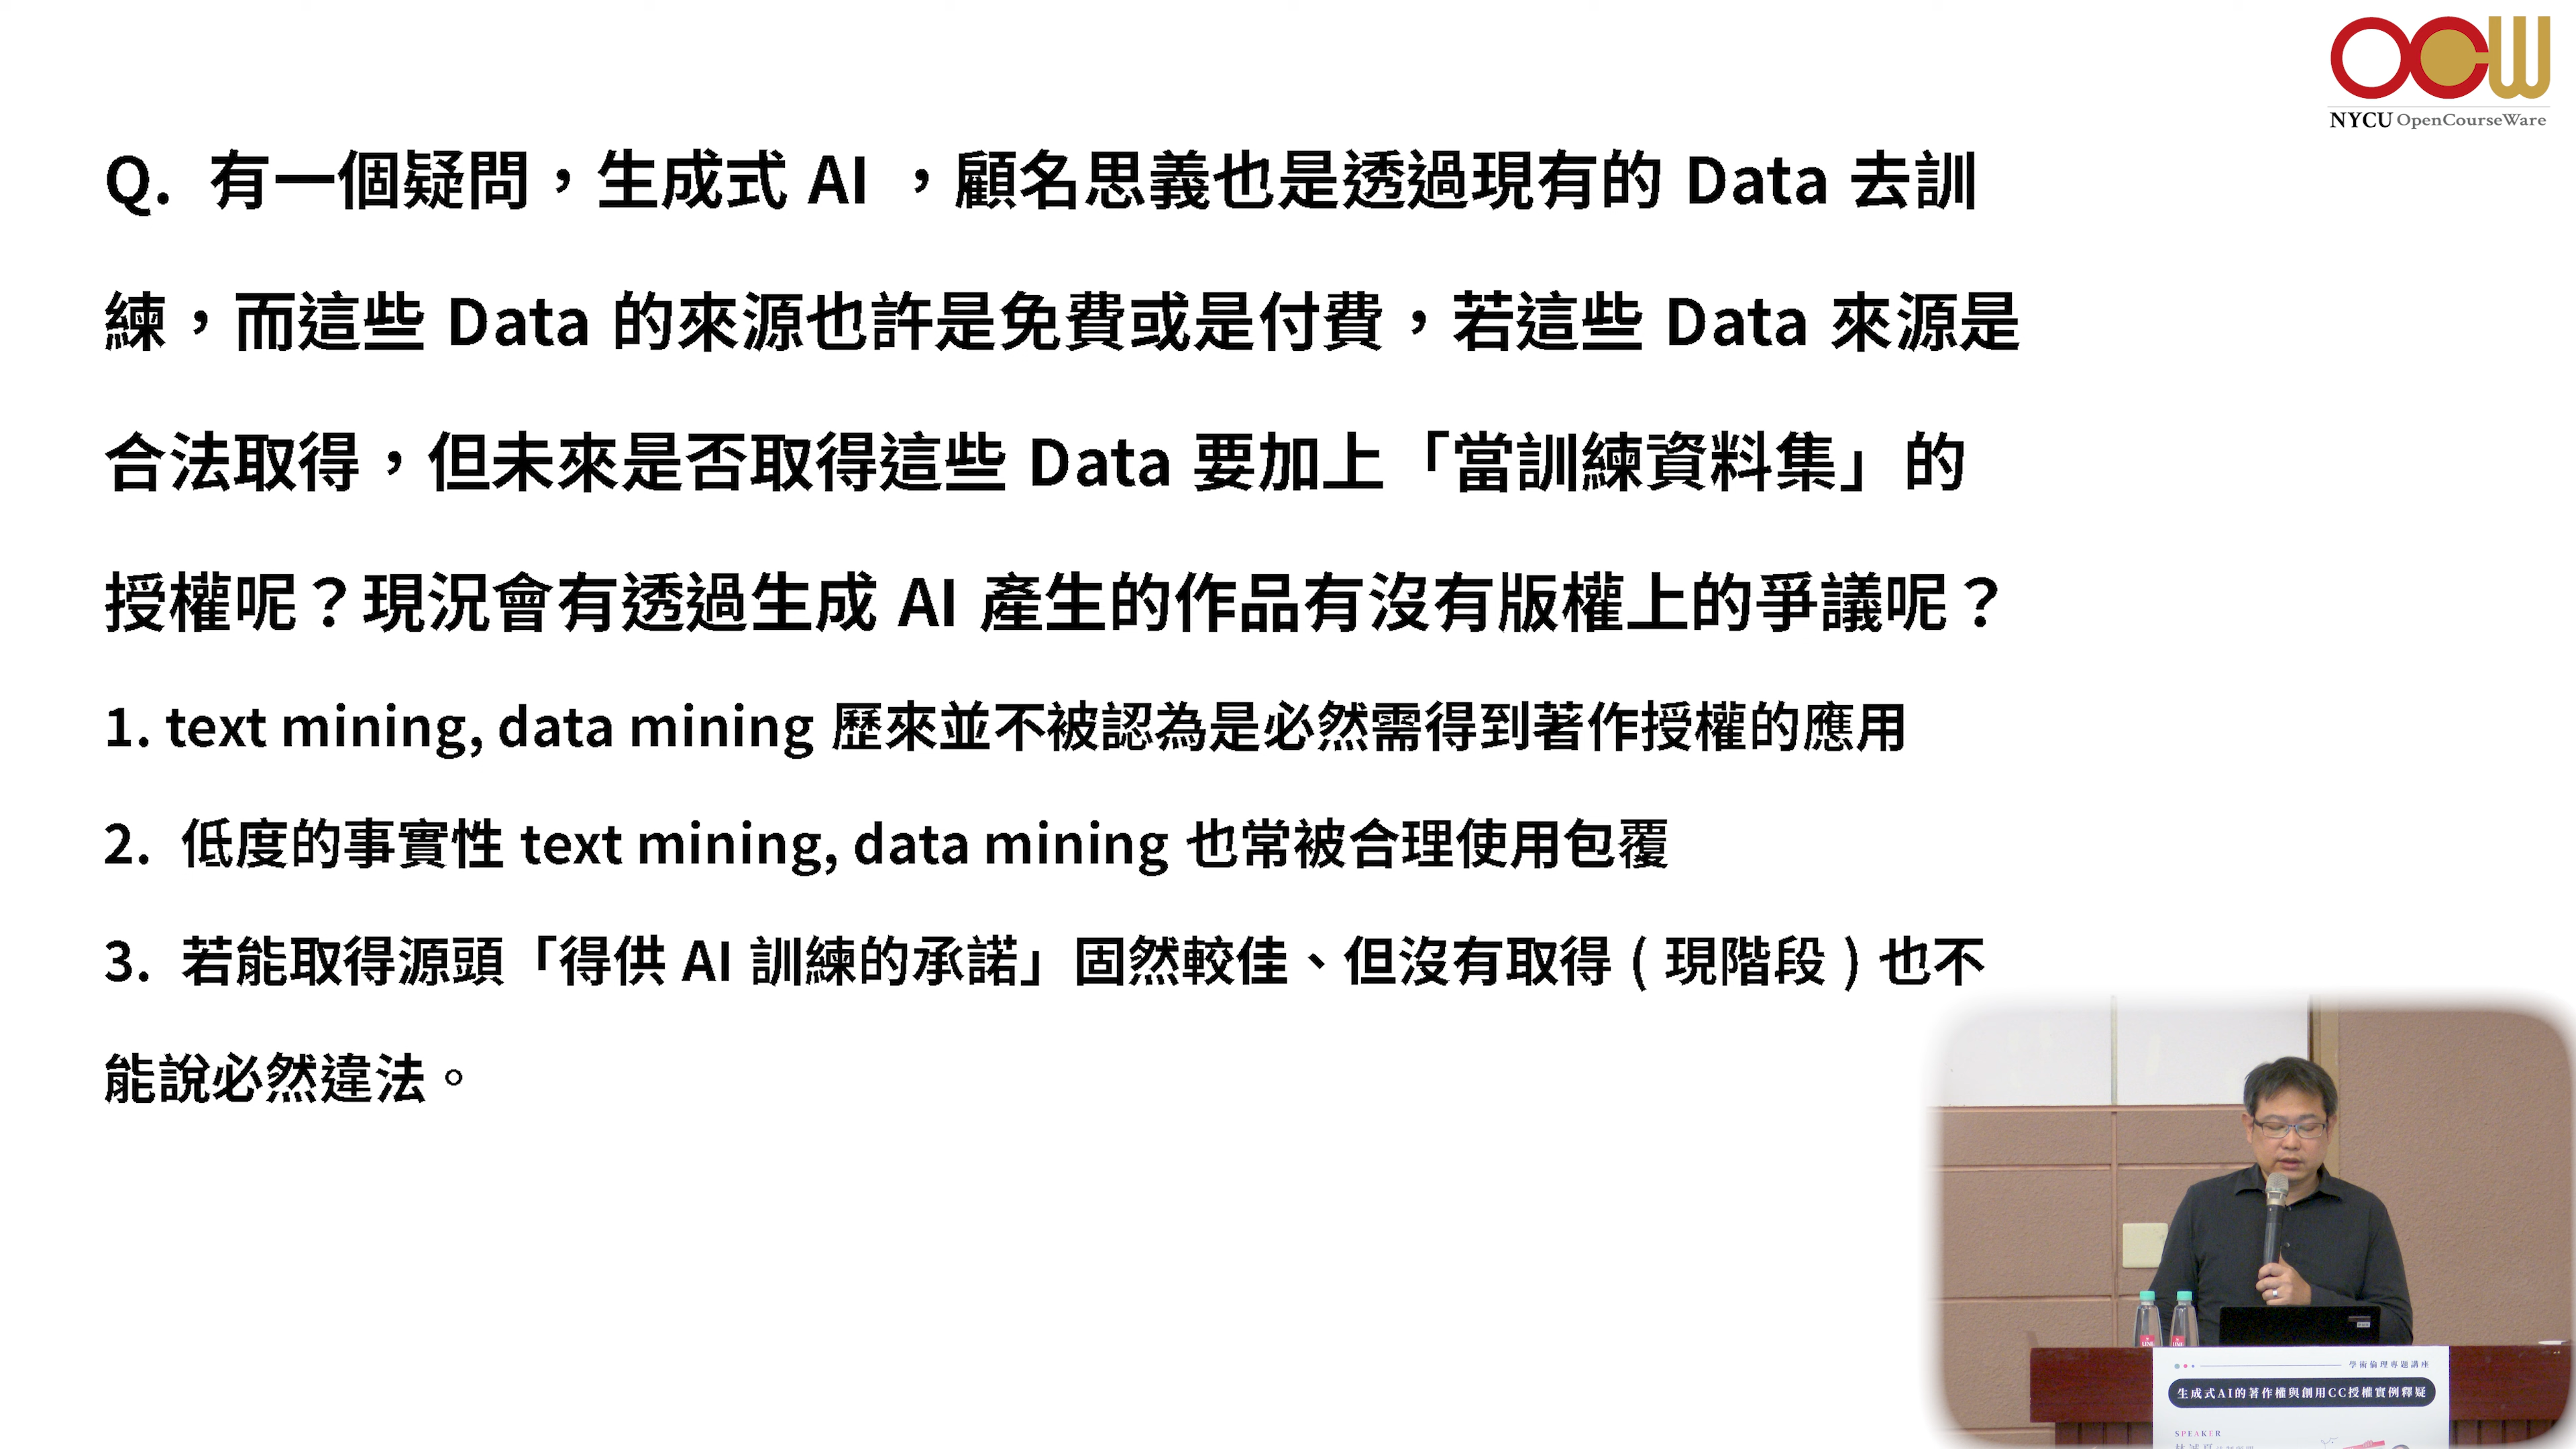 OCW
NYCU OpenCourseWare
Q. 有一個疑問，生成式 AI ，顧名思義也是透過現有的 Data 去訓
練，而這些 Data 的來源也許是免費或是付費，若這些 Data 來源是
合法取得，但未來是否取得這些 Data 要加上「當訓練資料集」的
授權呢？現況會有透過生成 AI 產生的作品有沒有版權上的爭議呢？
1. text mining, data mining 歷來並不被認為是必然需得到著作授權的應用
2. 低度的事實性 text mining, data mining 也常被合理使用包覆
3. 若能取得源頭「得供 AI 訓練的承諾」固然較佳、但沒有取得 ( 現階段 ) 也不
能說必然違法。
學術倫理專題講座
生成式AI的著作權與創用CC授權實例釋疑
SPEAKER